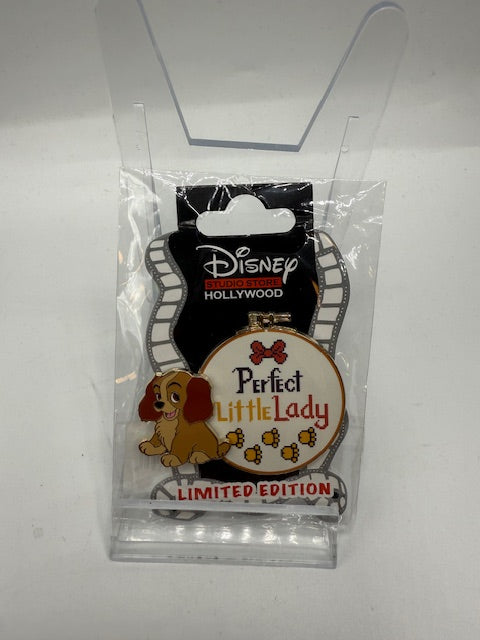 Disney
STUDIO STORE
HOLLYWOOD
Perfect
Little Lady
LIMITED EDITION